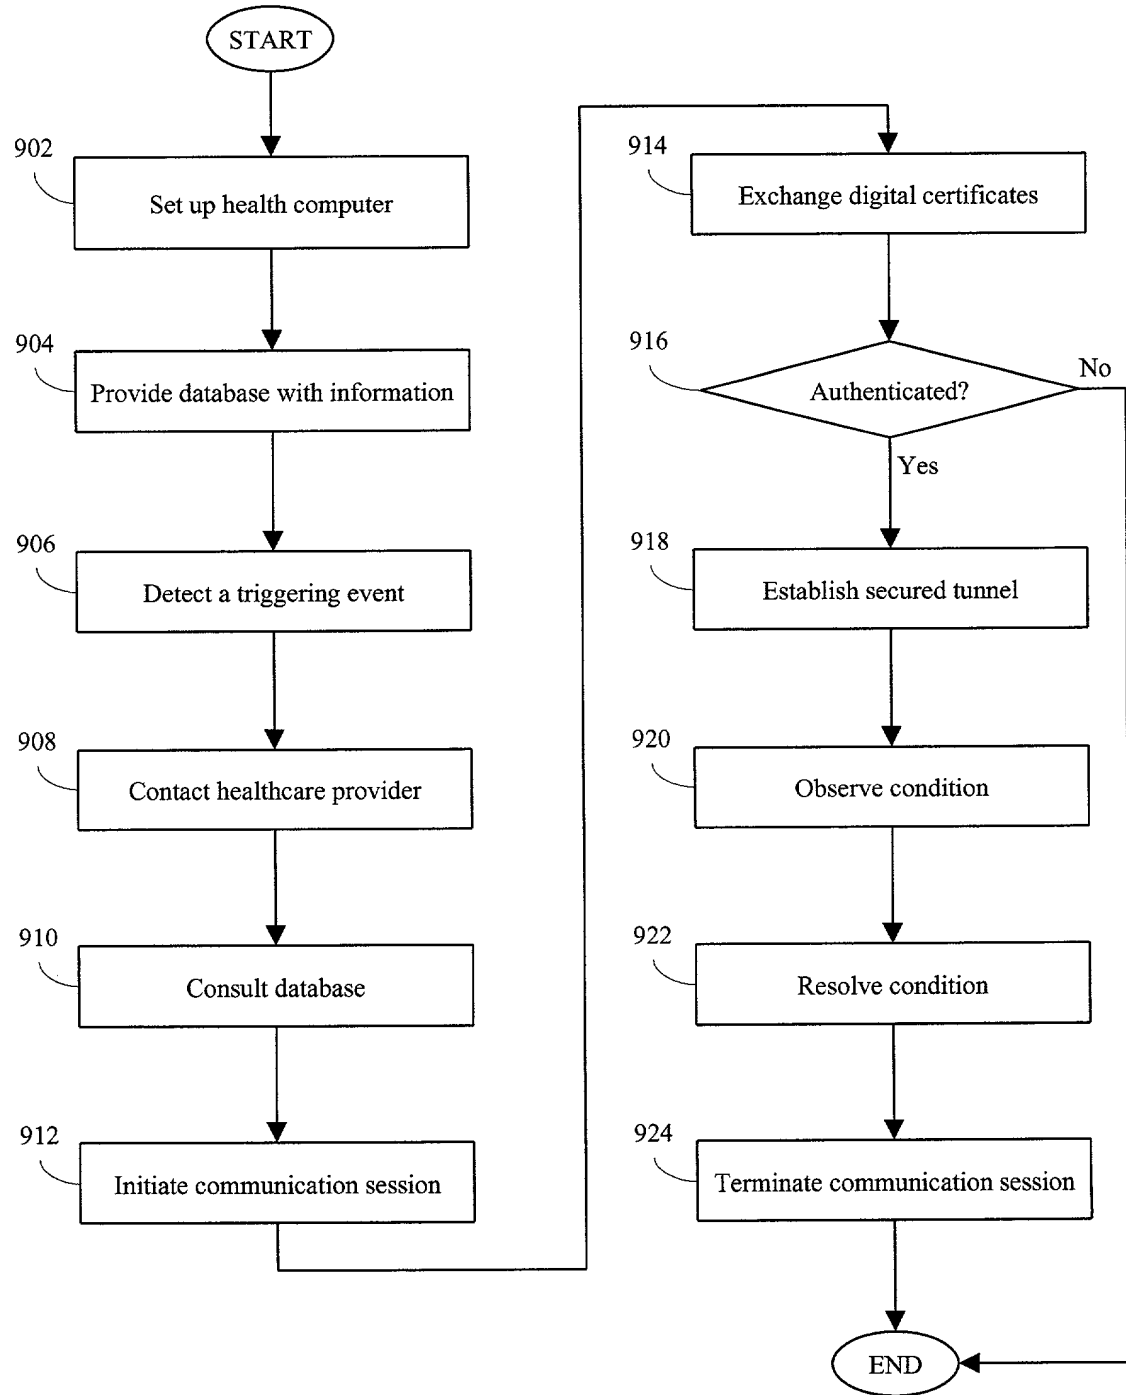 START
902
Set up health computer
904
Provide database with information
906
Detect a triggering event
908
Contact healthcare provider
910
Consult database
912
Initiate communication session
914
Exchange digital certificates
916
Authenticated?
No
Yes
918
Establish secured tunnel
920
Observe condition
922
Resolve condition
924
Terminate communication session
END